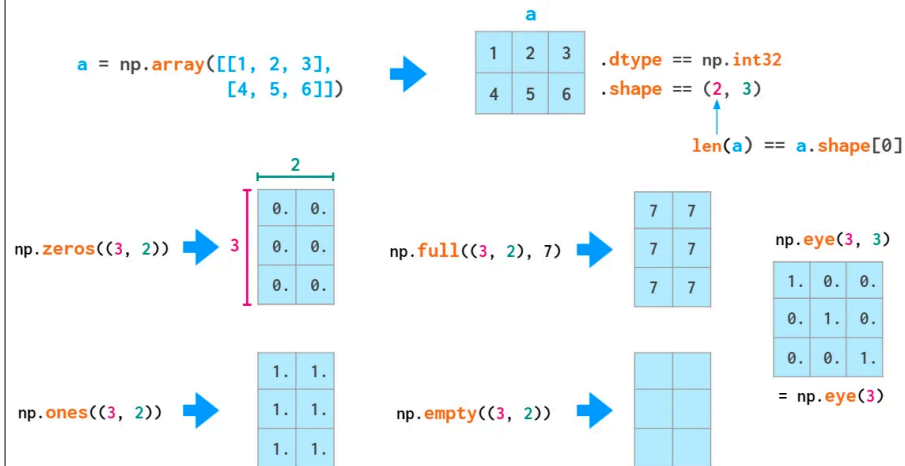 a
a = np.array([[1, 2, 3],
[4, 5, 6]])
1 2 3
4 5 6
.dtype == np.int32
.shape == (2, 3)
len(a) == a.shape[0]
np.zeros((3, 2))
2
3
0. 0.
0. 0.
0. 0.
np.full((3, 2), 7)
7 7
7 7
7 7
np.eye(3, 3)
1. 0. 0.
0. 1. 0.
0. 0. 1.
= np.eye(3)
np.ones((3, 2))
1. 1.
1. 1.
1. 1.
np.empty((3, 2))